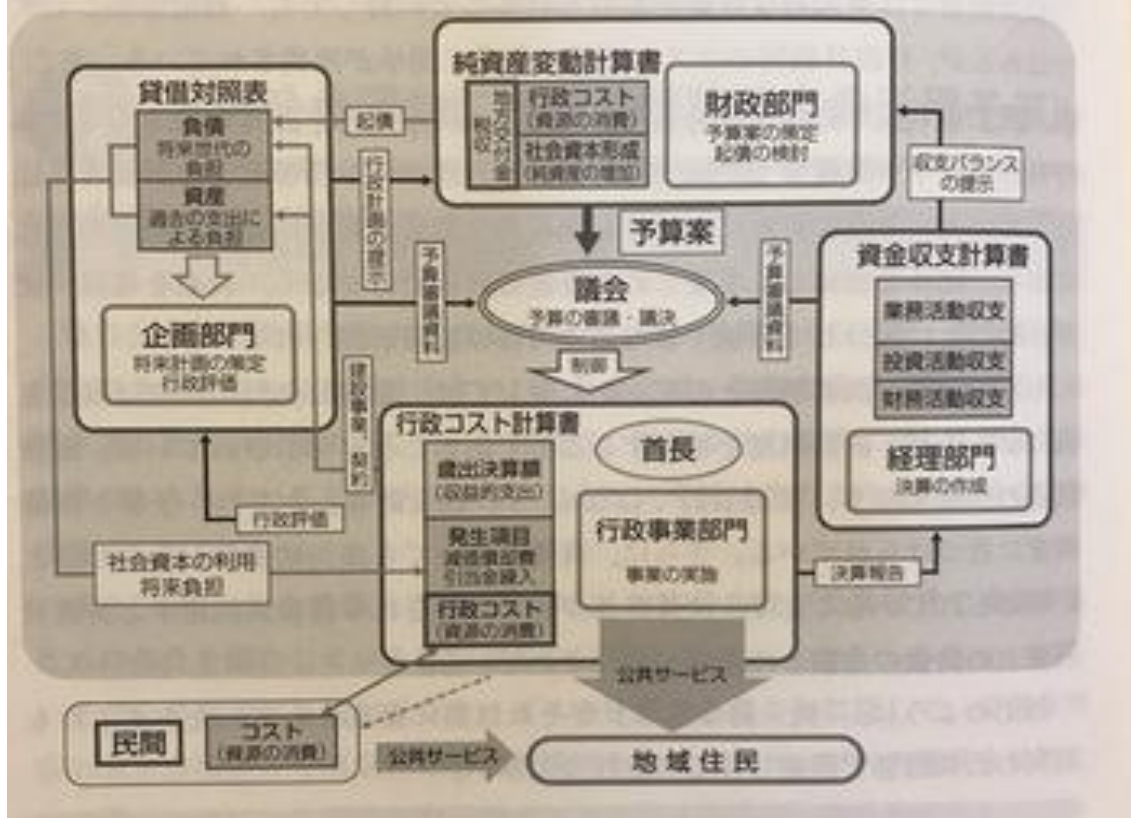 純資産変動計算書
地方交付金
税収
行政コスト
(資源の消費)
社会資本形成
(純資産の増加)
財政部門
予算案の策定
起債の検討
貸借対照表
負債
将来世代の
負担
資産
過去の支出に
よる負担
企画部門
将来計画の策定
行政評価
起債
行政計画の提示
予算審議資料
予算案
議会
予算の審議・議決
制御
予算審議資料
収支バランス
の提示
資金収支計算書
業務活動収支
投資活動収支
財務活動収支
経理部門
決算の作成
建設事業、契約
行政評価
社会資本の利用
将来負担
行政コスト計算書
歳出決算額
(収益的支出)
発生項目
減価償却費
引当金繰入
行政コスト
(資源の消費)
首長
行政事業部門
事業の実施
決算報告
公共サービス
民間
コスト
(資源の消費)
公共サービス
地域住民